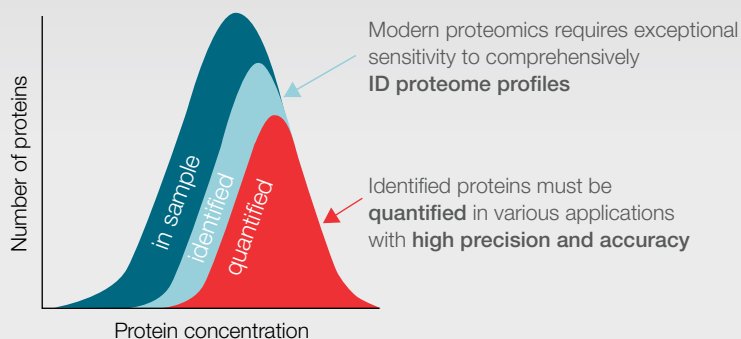 Modern proteomics requires exceptional
sensitivity to comprehensively
ID proteome profiles
Number of proteins
in sample
identified
quantified
Identified proteins must be
quantified in various applications
with high precision and accuracy
Protein concentration